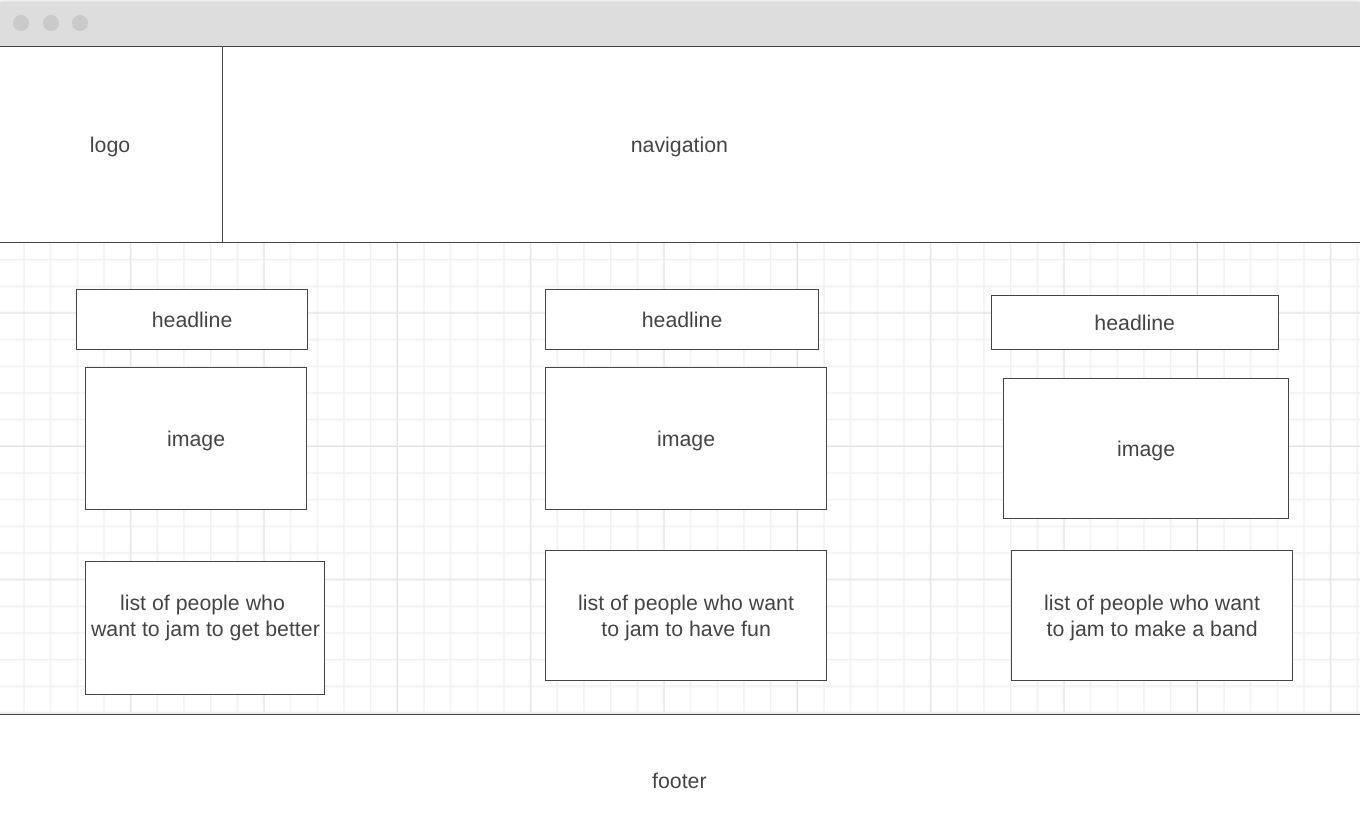 logo
navigation
headline
headline
headline
image
image
image
list of people who
want to jam to get better
list of people who want
to jam to have fun
list of people who want
to jam to make a band
footer